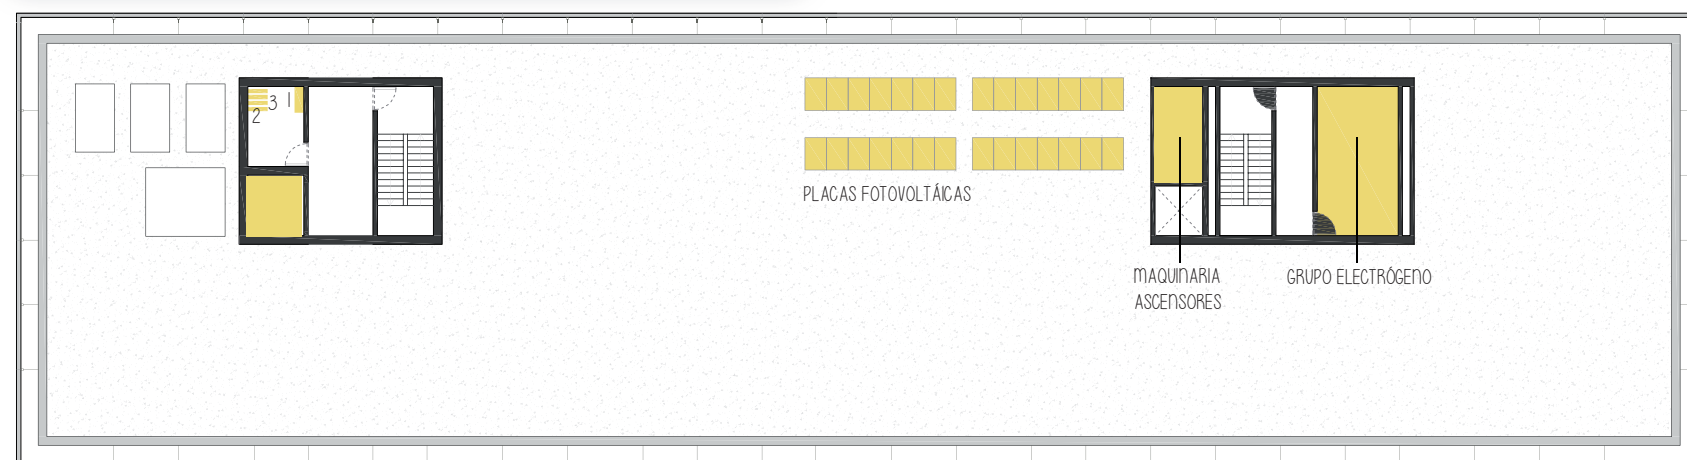 3 1
2
PLACAS FOTOVOLTÁICAS
MAQUINARIA
ASCENSORES
GRUPO ELECTRÓGENO